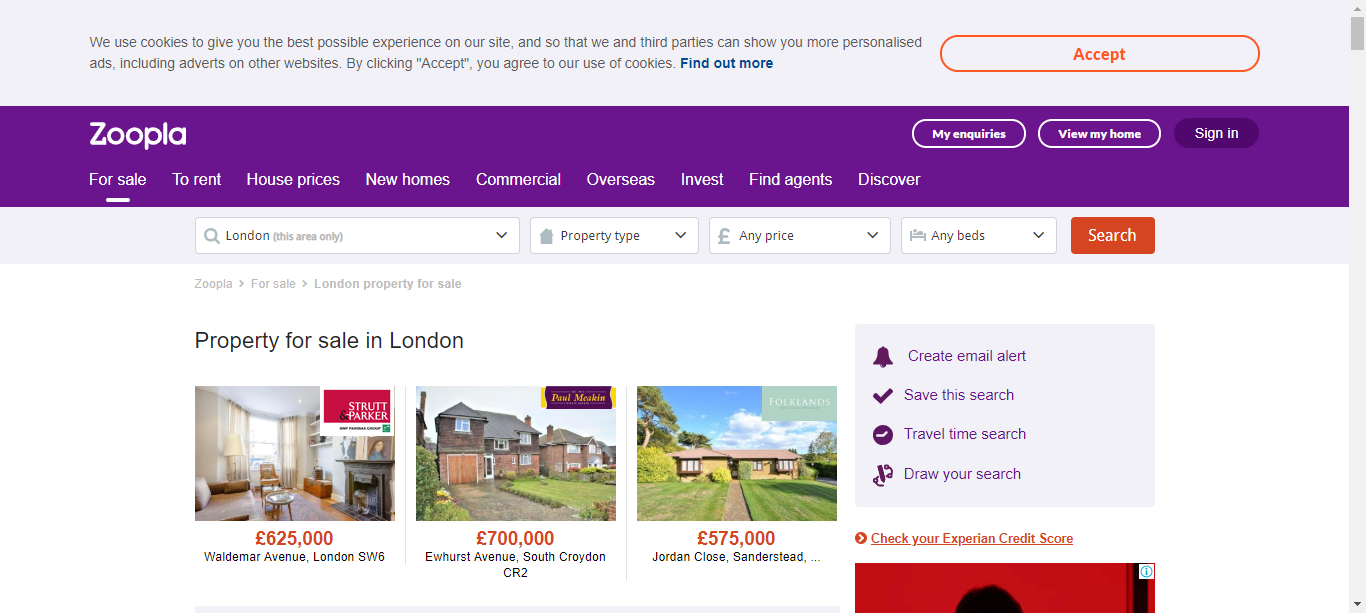 We use cookies to give you the best possible experience on our site, and so that we and third parties can show you more personalised
ads, including adverts on other websites. By clicking "Accept", you agree to our use of cookies. Find out more
Accept
Zoopla
My enquiries
View my home
Sign in
For sale
To rent
House prices
New homes
Commercial
Overseas
Invest
Find agents
Discover
London (this area only)
Property type
£ Any price
Any beds
Search
Zoopla > For sale > London property for sale
Property for sale in London
STRUTT
&PARKER
BNP PARIBAS GROUP
£625,000
Waldemar Avenue, London SW6
Paul Meakin
£700,000
Ewhurst Avenue, South Croydon
CR2
FOLKLANDS
£575,000
Jordan Close, Sanderstead, ...
Create email alert
Save this search
Travel time search
Draw your search
Check your Experian Credit Score